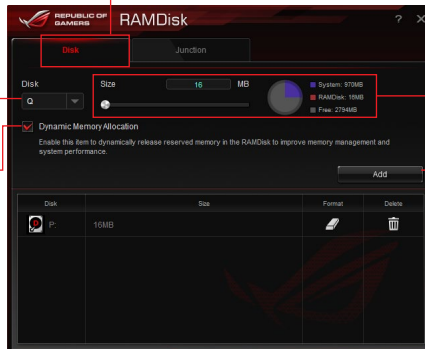 REPUBLIC OF
GAMERS
RAMDisk
?
X
Disk
Junction
Disk
Size
16
MB
Q
System: 970MB
RAMDisk: 16MB
Free: 2794MB
Dynamic Memory Allocation
Enable this item to dynamically release reserved memory in the RAMDisk to improve memory management and
system performance.
Add
Disk
Size
Format
Delete
P:
16MB